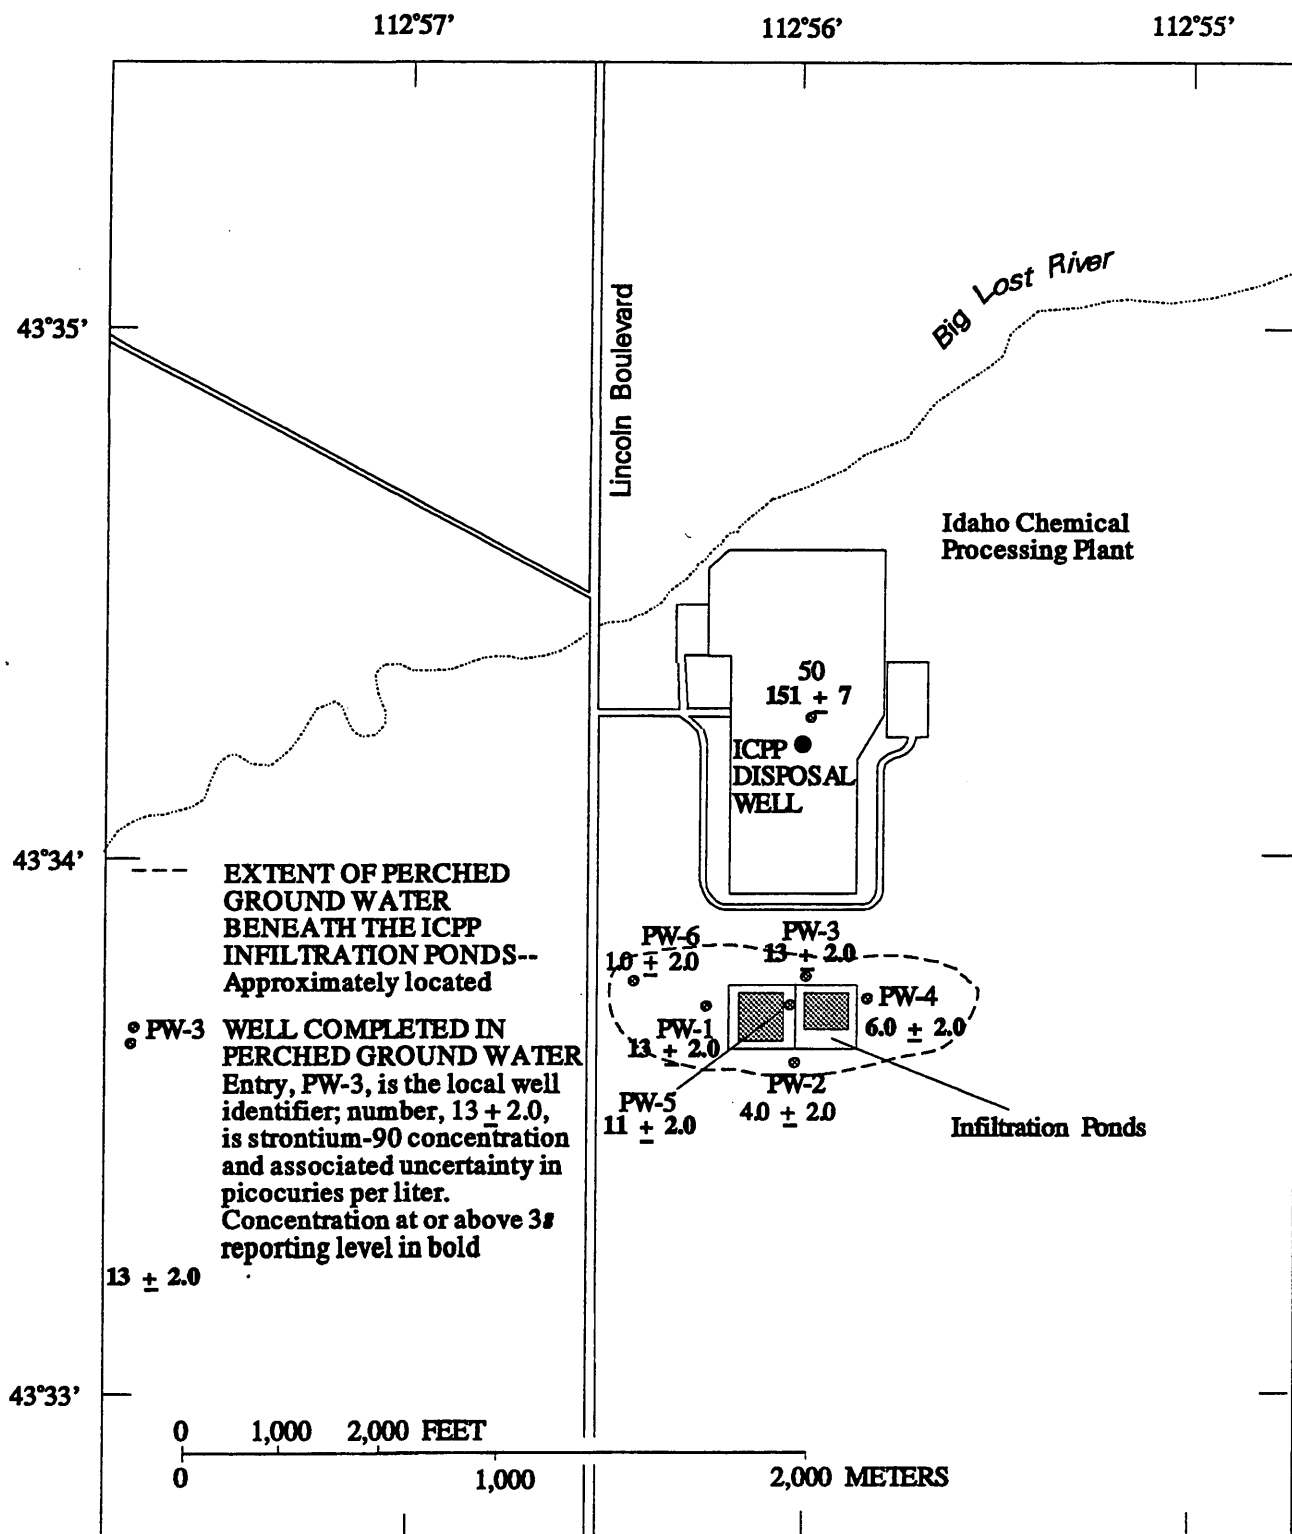 112°57' 112°56' 112°55'
Big Lost River
43°35'
Lincoln Boulevard
Idaho Chemical
Processing Plant
50
151 ± 7
ICPP
DISPOSAL
WELL
43°34'
EXTENT OF PERCHED
GROUND WATER
BENEATH THE ICPP
INFILTRATION PONDS--
Approximately located
PW-6
1.0 ± 2.0
PW-3
13 ± 2.0
PW-4
6.0 ± 2.0
PW-1
13 ± 2.0
PW-2
4.0 ± 2.0
PW-5
11 ± 2.0
Infiltration Ponds
PW-3 WELL COMPLETED IN
PERCHED GROUND WATER
Entry, PW-3, is the local well
identifier; number, 13 ± 2.0,
is strontium-90 concentration
and associated uncertainty in
picocuries per liter.
Concentration at or above 3s
reporting level in bold
13 ± 2.0
43°33'
0 1,000 2,000 FEET
0 1,000 2,000 METERS